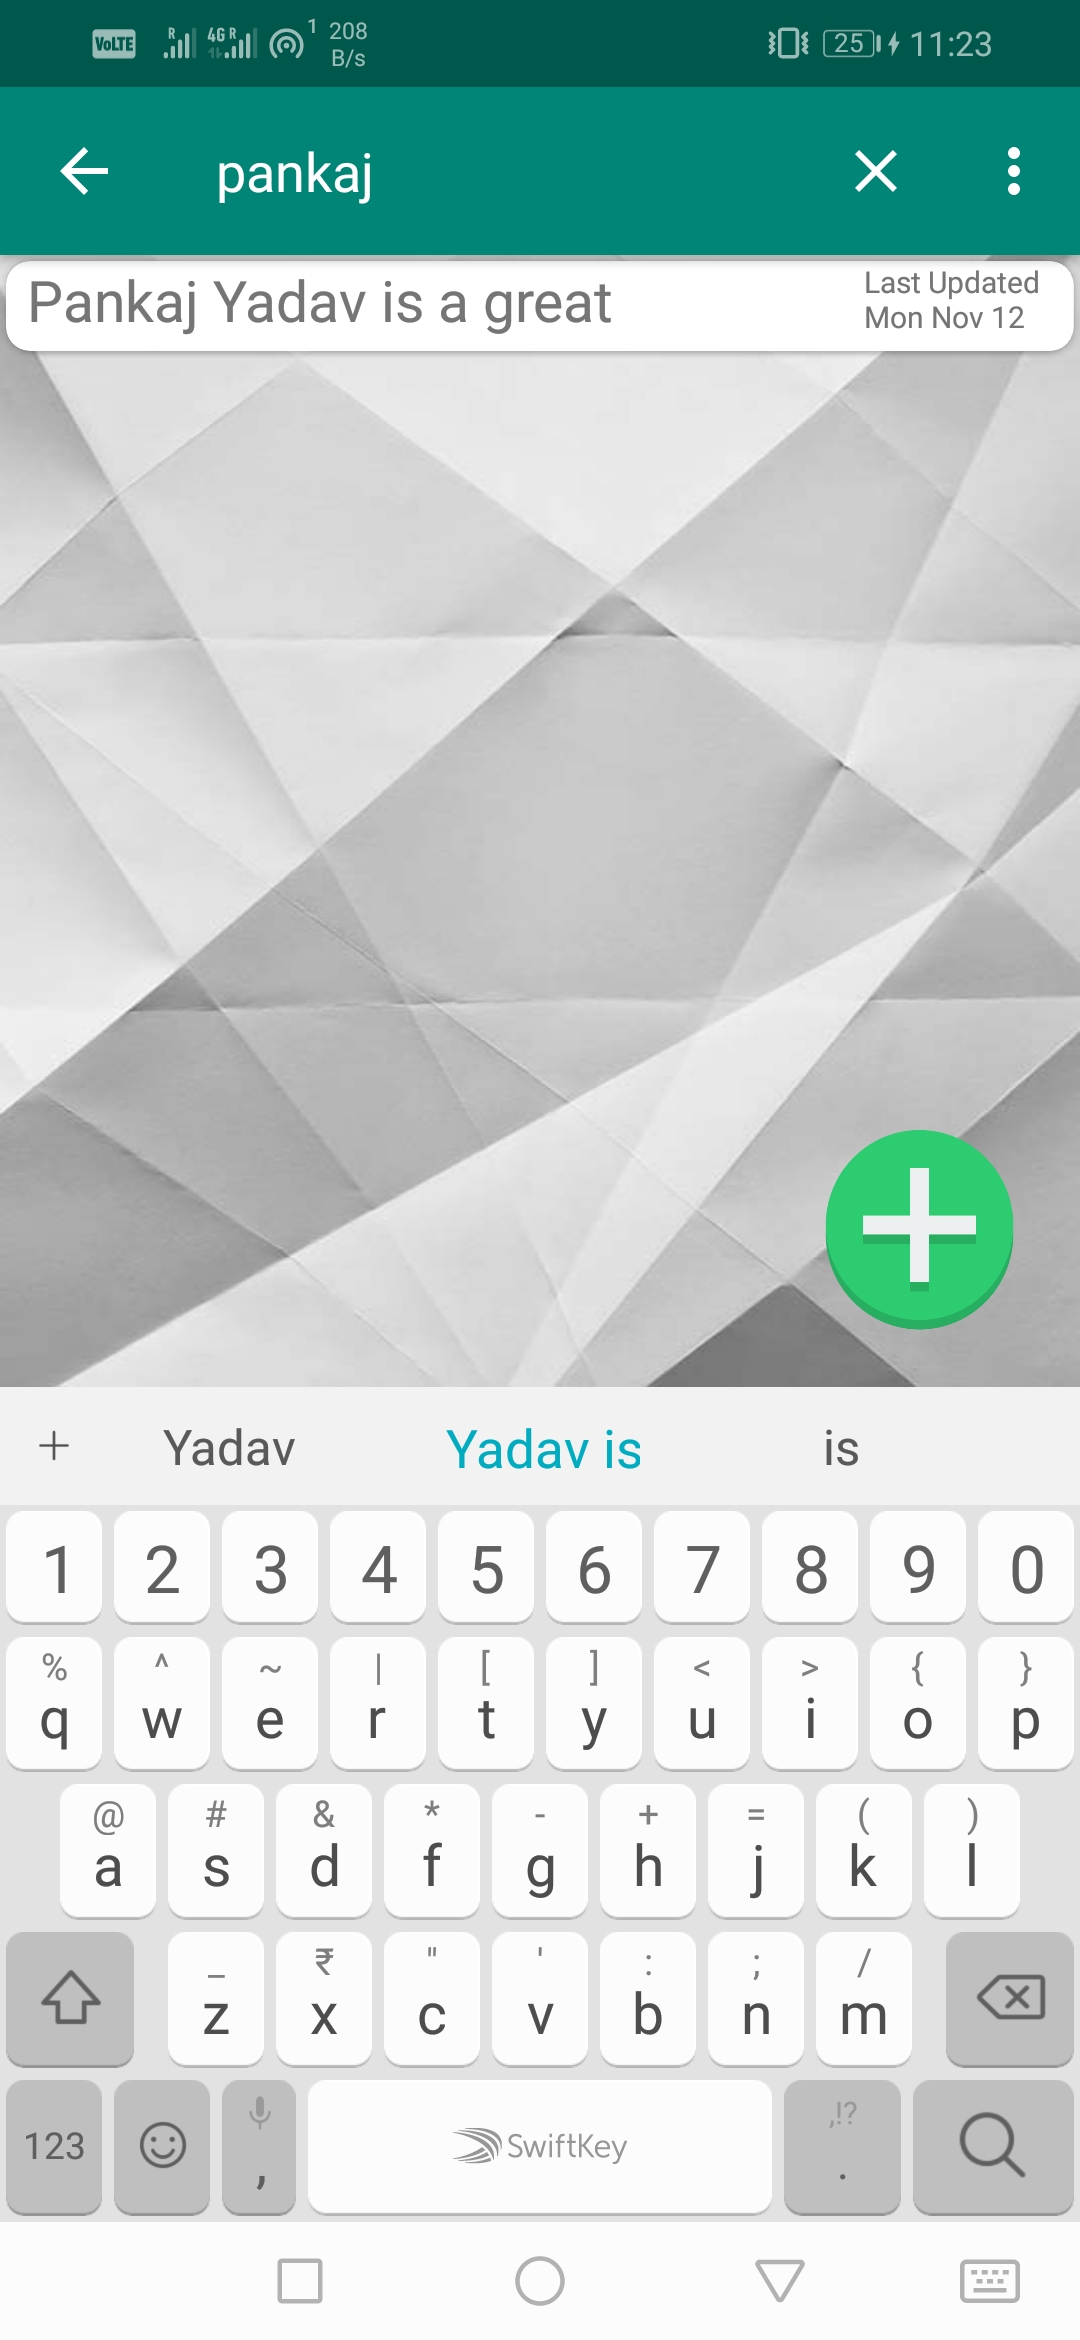 VoLTE R 4G R 1 208 B/s 25 11:23
pankaj
Pankaj Yadav is a great
Last Updated
Mon Nov 12
+ Yadav Yadav is is
1 2 3 4 5 6 7 8 9 0
% ^ ~ | [ ] < > { }
q w e r t y u i o p
@ # & * - + = ( )
a s d f g h j k l
_ ₹ " ' : ; /
z x c v b n m
,!?
123 , SwiftKey .